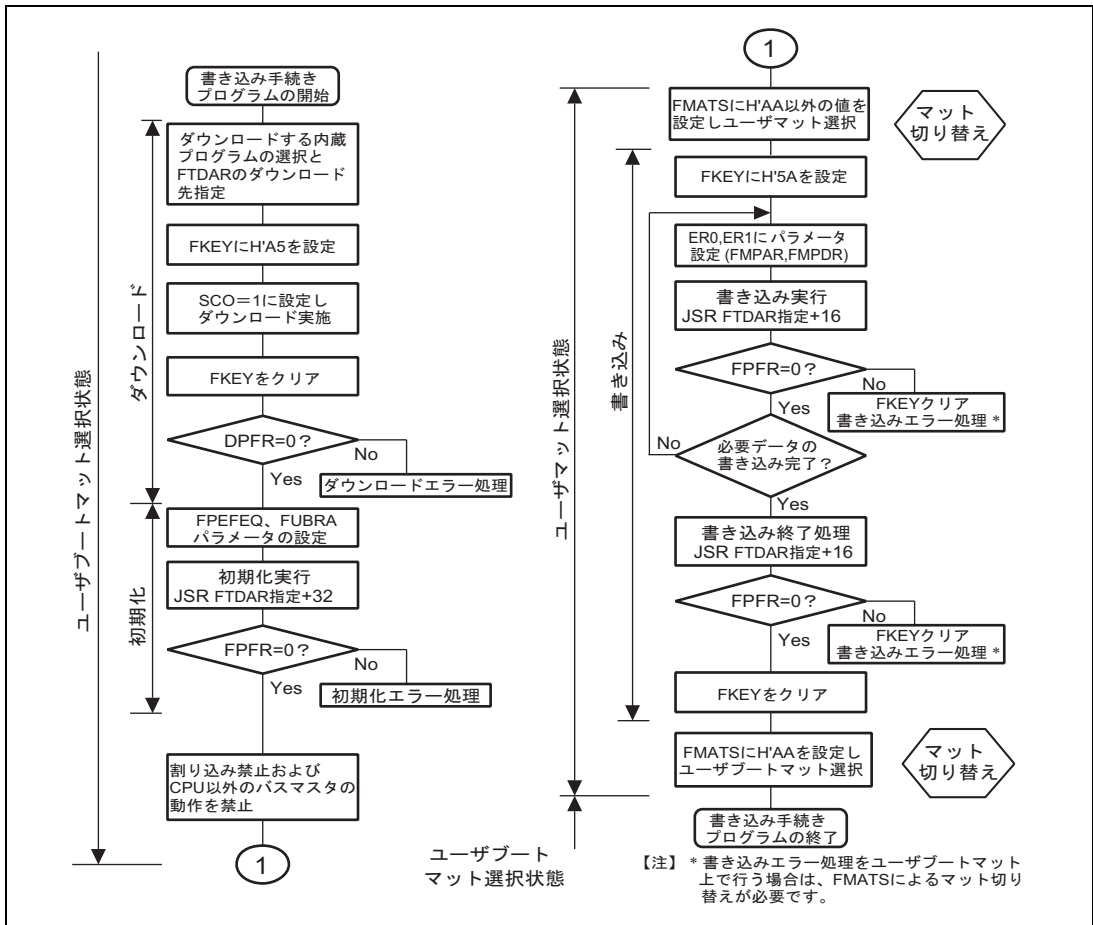 書き込み手続き
プログラムの開始
ダウンロードする内蔵
プログラムの選択と
FTDARのダウンロード
先指定
FKEYにH'A5を設定
SCO＝1に設定し
ダウンロード実施
FKEYをクリア
DPFR=0？
No
Yes
ダウンロードエラー処理
FPEFEQ、FUBRA
パラメータの設定
初期化実行
JSR FTDAR指定+32
FPFR=0？
No
Yes
初期化エラー処理
割り込み禁止および
CPU以外のバスマスタの
動作を禁止
1
ダウンロード
初期化
ユーザブートマット選択状態
1
FMATSにH'AA以外の値を
設定しユーザマット選択
マット
切り替え
FKEYにH'5Aを設定
ER0,ER1にパラメータ
設定 (FMPAR,FMPDR)
書き込み実行
JSR FTDAR指定+16
FPFR=0？
No
Yes
FKEYクリア
書き込みエラー処理 *
No
必要データの
書き込み完了？
Yes
書き込み終了処理
JSR FTDAR指定+16
FPFR=0？
No
Yes
FKEYクリア
書き込みエラー処理 *
FKEYをクリア
FMATSにH'AAを設定し
ユーザブートマット選択
マット
切り替え
書き込み手続き
プログラムの終了
書き込み
ユーザマット選択状態
ユーザブート
マット選択状態
【注】 * 書き込みエラー処理をユーザブートマット
上で行う場合は、FMATSによるマット切り
替えが必要です。